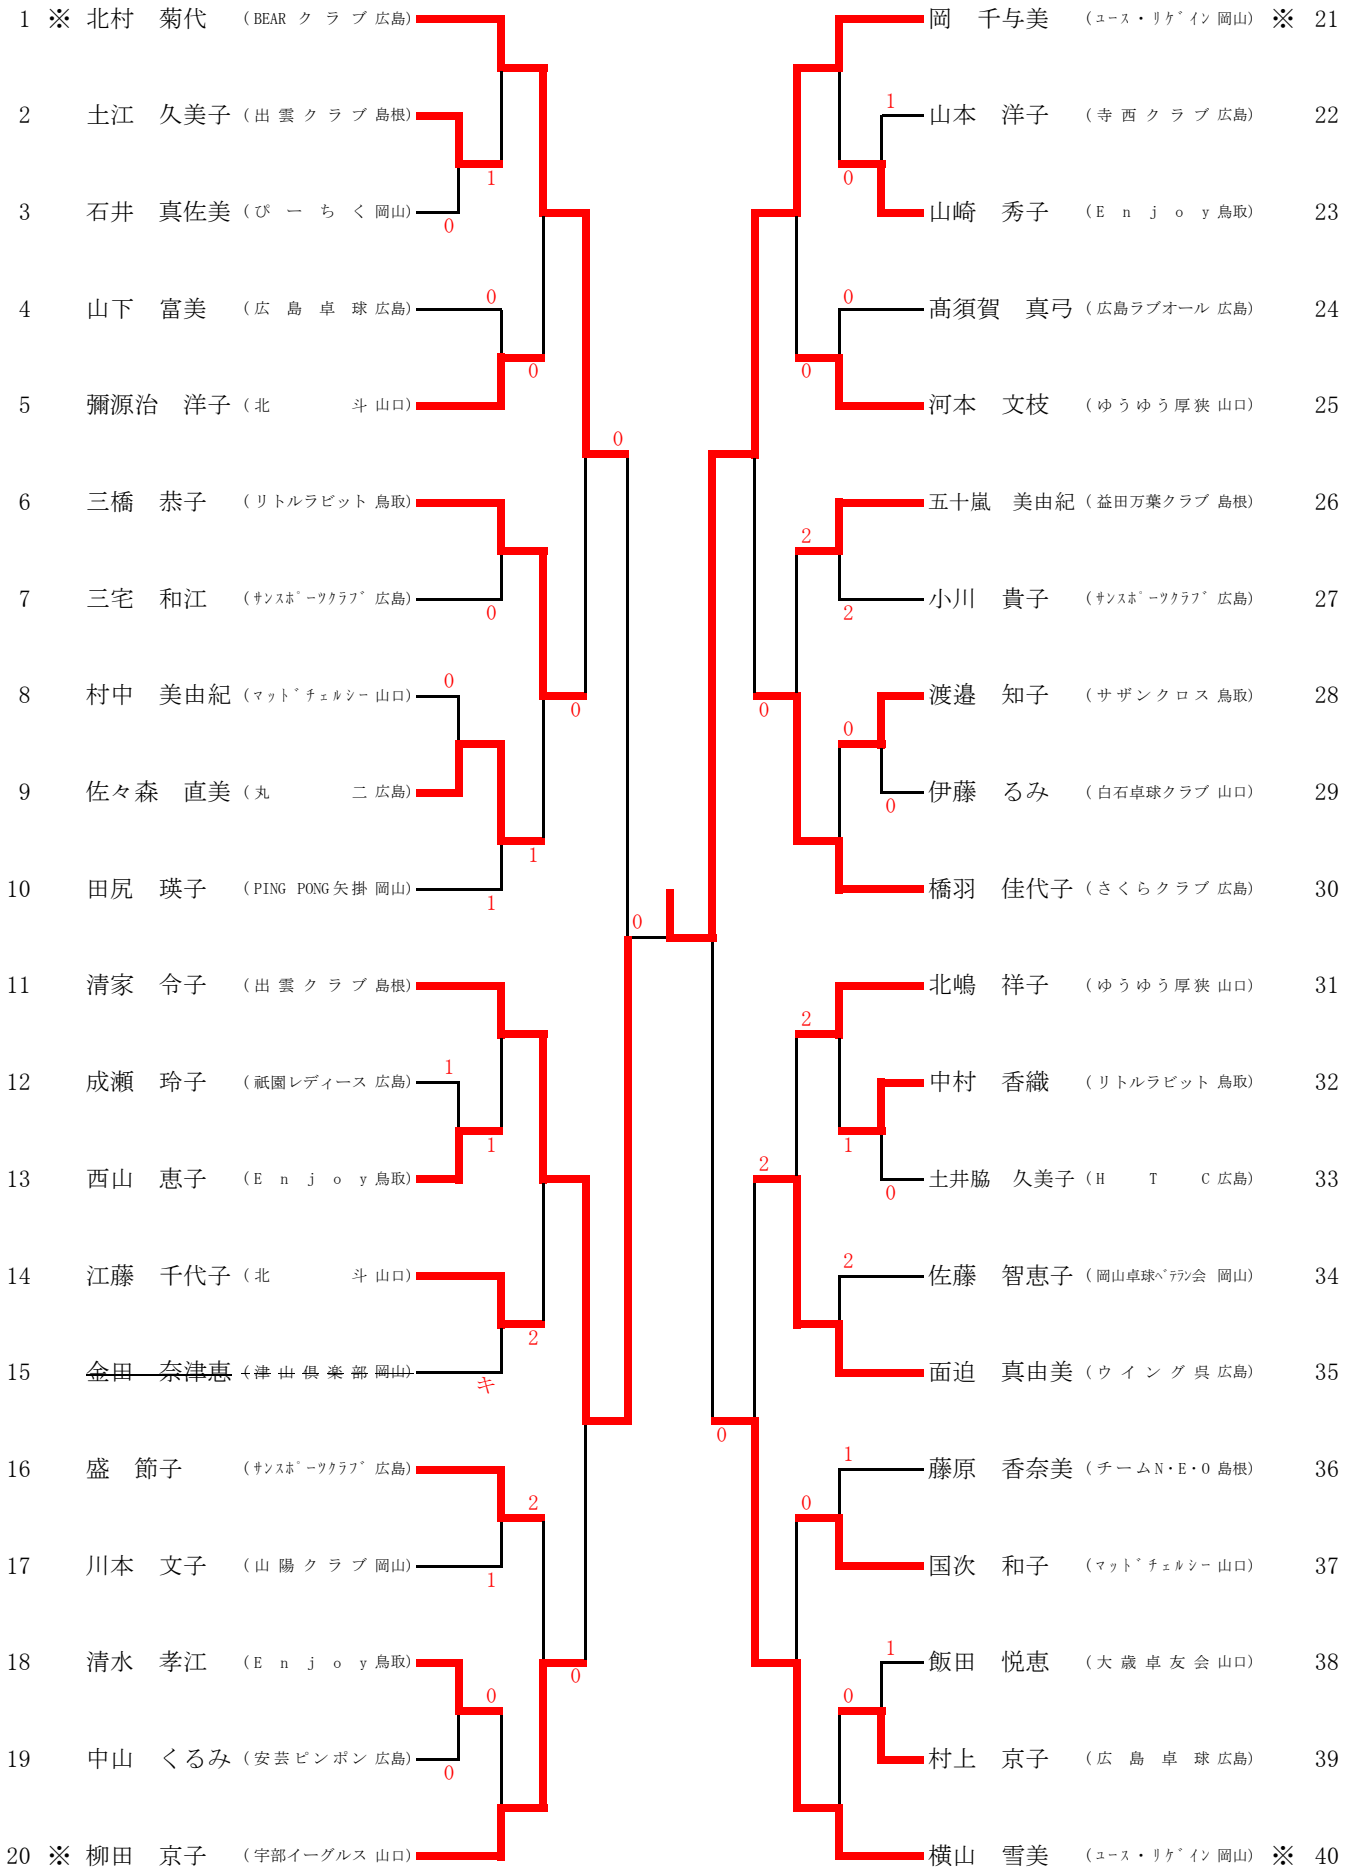 1 ※ 北村 菊代 (BEAR クラブ 広島)
2 土江 久美子 (出雲クラブ 島根)
1
3 石井 真佐美 (ぴーちく 岡山)
0
4 山下 富美 (広島卓球 広島)
0
0
5 彌源治 洋子 (北斗 山口)
0
6 三橋 恭子 (リトルラビット 鳥取)
7 三宅 和江 (サンスポーツクラブ 広島)
0
8 村中 美由紀 (マッドチェルシー 山口)
0
0
9 佐々森 直美 (丸二 広島)
1
10 田尻 瑛子 (PING PONG 矢掛 岡山)
1
0
11 清家 令子 (出雲クラブ 島根)
12 成瀬 玲子 (祇園レディース 広島)
1
1
13 西山 恵子 (Enjoy 鳥取)
14 江藤 千代子 (北斗 山口)
2
15 金田 奈津恵 (津山倶楽部 岡山)
キ
16 盛 節子 (サンスポーツクラブ 広島)
2
17 川本 文子 (山陽クラブ 岡山)
1
18 清水 孝江 (Enjoy 鳥取)
0
0
19 中山 くるみ (安芸ピンポン 広島)
0
20 ※ 柳田 京子 (宇部イーグルス 山口)
岡 千与美 (ユース・リゲイン 岡山) ※ 21
1
山本 洋子 (寺西クラブ 広島) 22
0
山崎 秀子 (Enjoy 鳥取) 23
0
髙須賀 真弓 (広島ラブオール 広島) 24
0
河本 文枝 (ゆうゆう厚狭 山口) 25
五十嵐 美由紀 (益田万葉クラブ 島根) 26
2
小川 貴子 (サンスポーツクラブ 広島) 27
2
渡邉 知子 (サザンクロス 鳥取) 28
0
0
伊藤 るみ (白石卓球クラブ 山口) 29
0
橋羽 佳代子 (さくらクラブ 広島) 30
北嶋 祥子 (ゆうゆう厚狭 山口) 31
2
中村 香織 (リトルラビット 鳥取) 32
1
2
土井脇 久美子 (HTC 広島) 33
0
2
佐藤 智恵子 (岡山卓球ベテラン会 岡山) 34
面迫 真由美 (ウイング呉 広島) 35
0
1
藤原 香奈美 (チームN・E・O 島根) 36
0
国次 和子 (マッドチェルシー 山口) 37
1
飯田 悦恵 (大歳卓友会 山口) 38
0
村上 京子 (広島卓球 広島) 39
横山 雪美 (ユース・リゲイン 岡山) ※ 40